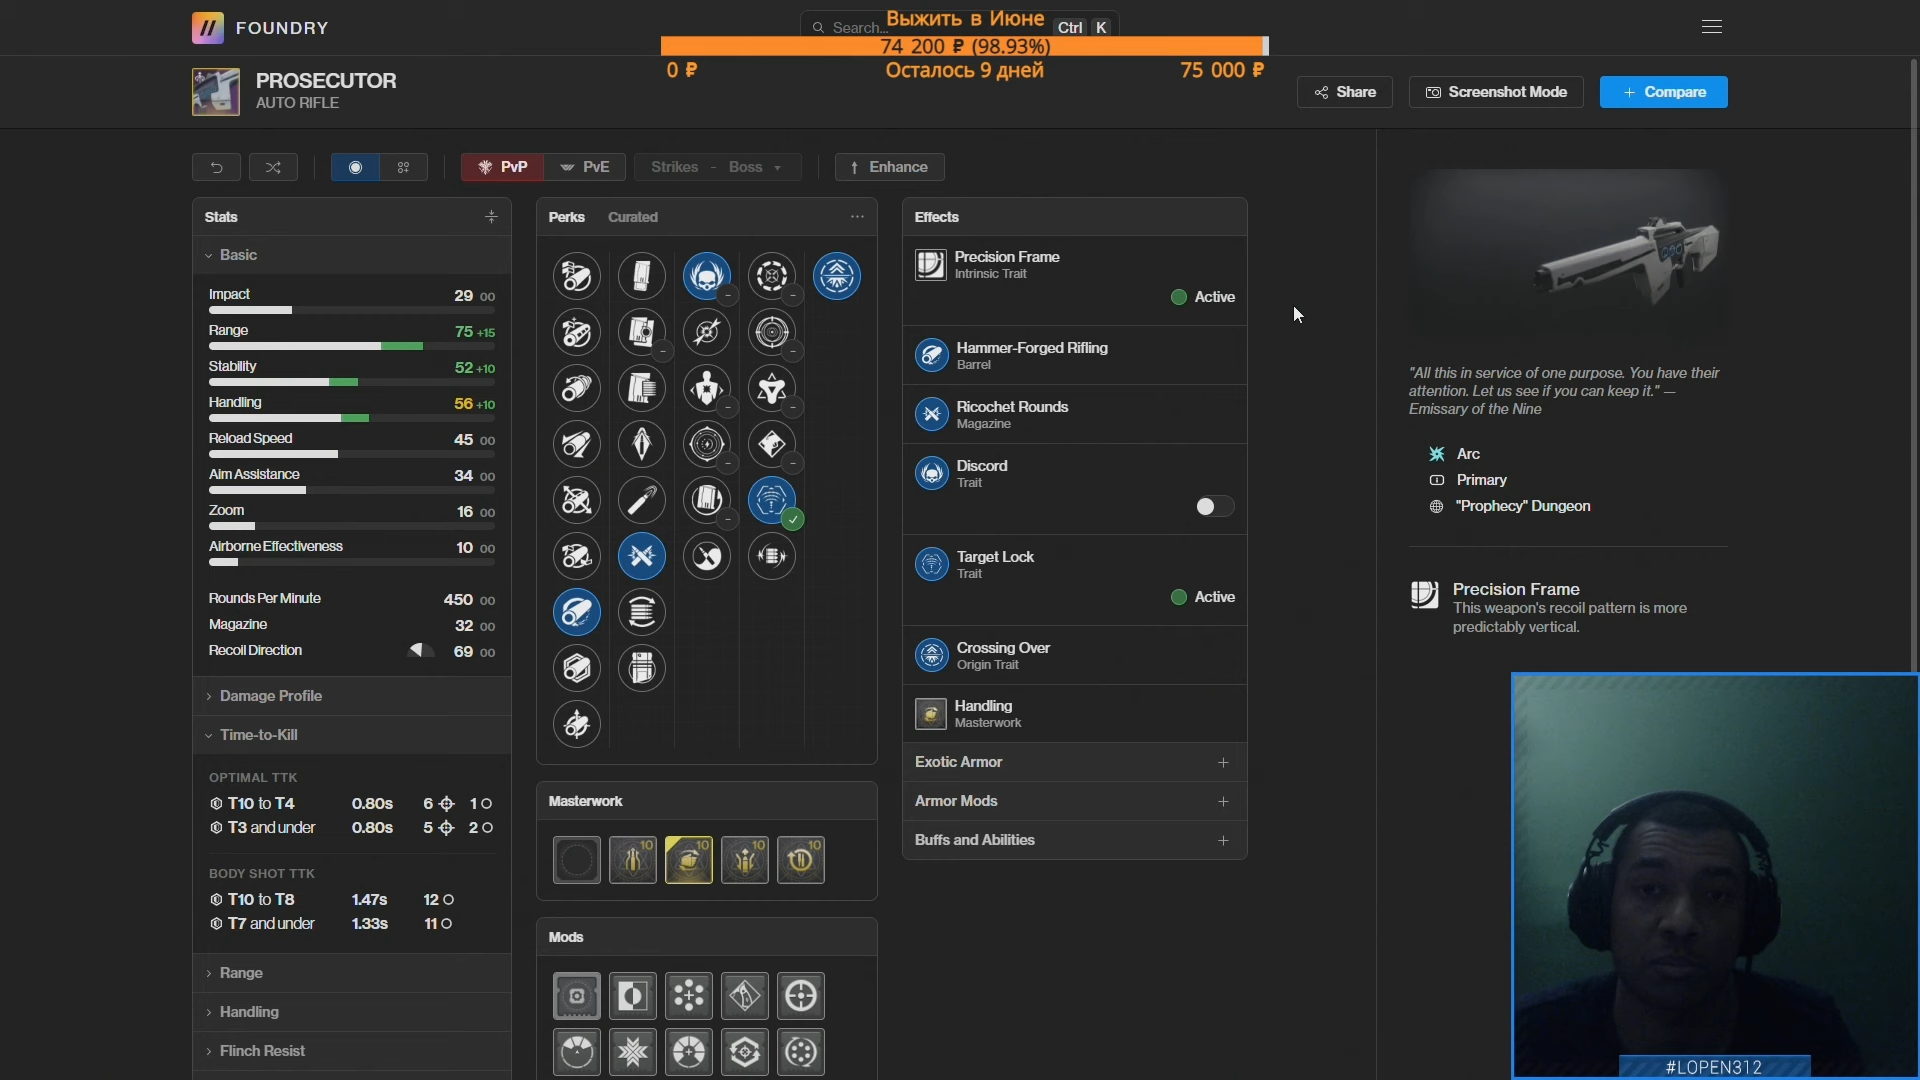 FOUNDRY
Search...
Ctrl K
Выжить в Июне
74 200 ₽ (98.93%)
0 ₽
Осталось 9 дней
75 000 ₽
PROSECUTOR
AUTO RIFLE
Share
Screenshot Mode
Compare
PvP
PvE
Strikes - Boss
Enhance
Stats
Basic
Impact 29 00
Range 75 +15
Stability 52 +10
Handling 56 +10
Reload Speed 45 00
Aim Assistance 34 00
Zoom 16 00
Airborne Effectiveness 10 00
Rounds Per Minute 450 00
Magazine 32 00
Recoil Direction 69 00
Damage Profile
Time-to-Kill
OPTIMAL TTK
T10 to T4 0.80s 6 1
T3 and under 0.80s 5 2
BODY SHOT TTK
T10 to T8 1.47s 12
T7 and under 1.33s 11
Range
Handling
Flinch Resist
Perks Curated
Masterwork
10 10 10 10
Mods
Effects
Precision Frame
Intrinsic Trait
Active
Hammer-Forged Rifling
Barrel
Ricochet Rounds
Magazine
Discord
Trait
Target Lock
Trait
Active
Crossing Over
Origin Trait
Handling
Masterwork
Exotic Armor
Armor Mods
Buffs and Abilities
"All this in service of one purpose. You have their
attention. Let us see if you can keep it." —
Emissary of the Nine
Arc
Primary
"Prophecy" Dungeon
Precision Frame
This weapon's recoil pattern is more
predictably vertical.
#LOPEN312